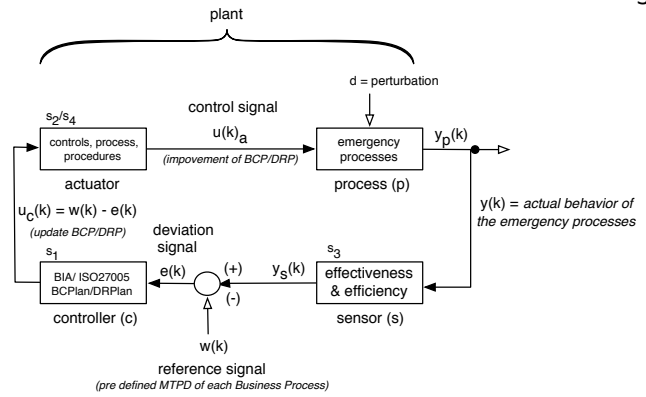 plant
d = perturbation
s2/s4
control signal
controls, process,
procedures
u(k)a
(impovement of BCP/DRP)
emergency
processes
yp(k)
actuator
process (p)
uc(k) = w(k) - e(k)
(update BCP/DRP)
y(k) = actual behavior of
the emergency processes
s1
deviation
signal
s3
BIA/ ISO27005
BCPlan/DRPlan
e(k)
(+)
(-)
ys(k)
effectiveness
& efficiency
controller (c)
sensor (s)
w(k)
reference signal
(pre defined MTPD of each Business Process)